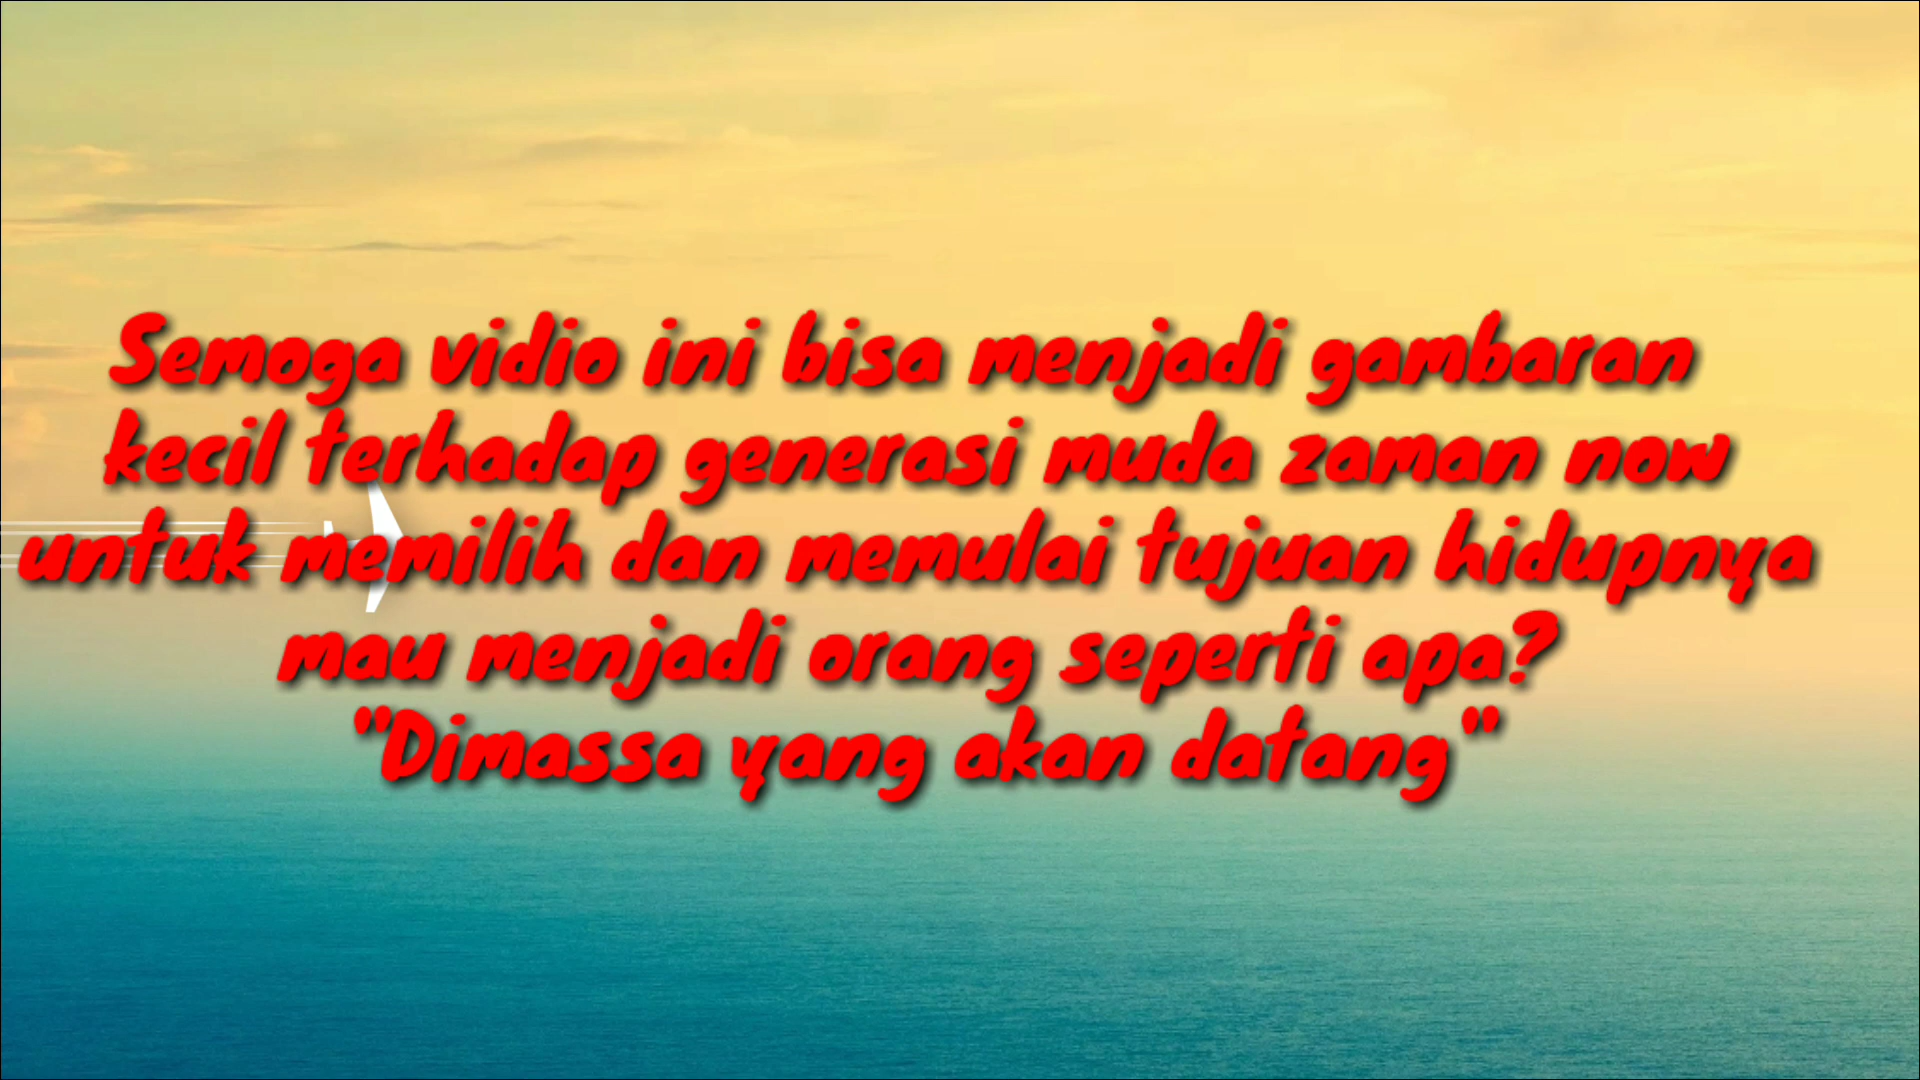 Semoga vidio ini bisa menjadi gambaran
kecil terhadap generasi muda zaman now
untuk memilih dan memulai tujuan hidupnya
mau menjadi orang seperti apa?
"Dimassa yang akan datang"